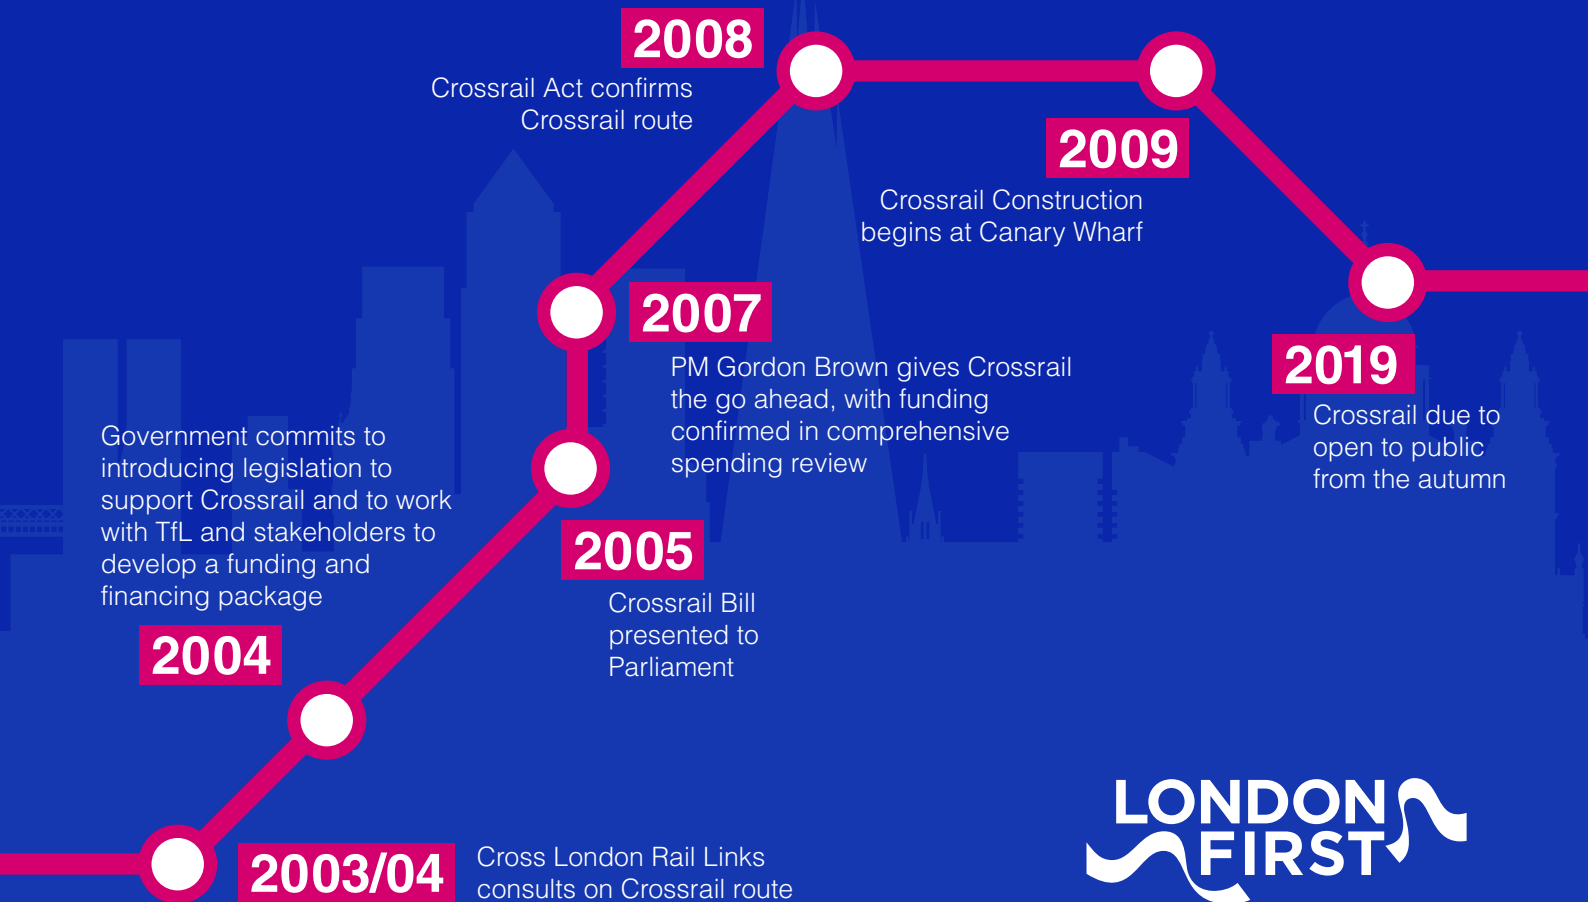 2008
Crossrail Act confirms
Crossrail route
2009
Crossrail Construction
begins at Canary Wharf
2007
PM Gordon Brown gives Crossrail
the go ahead, with funding
confirmed in comprehensive
spending review
2019
Crossrail due to
open to public
from the autumn
Government commits to
introducing legislation to
support Crossrail and to work
with TfL and stakeholders to
develop a funding and
financing package
2004
2005
Crossrail Bill
presented to
Parliament
2003/04
Cross London Rail Links
consults on Crossrail route
LONDON
FIRST